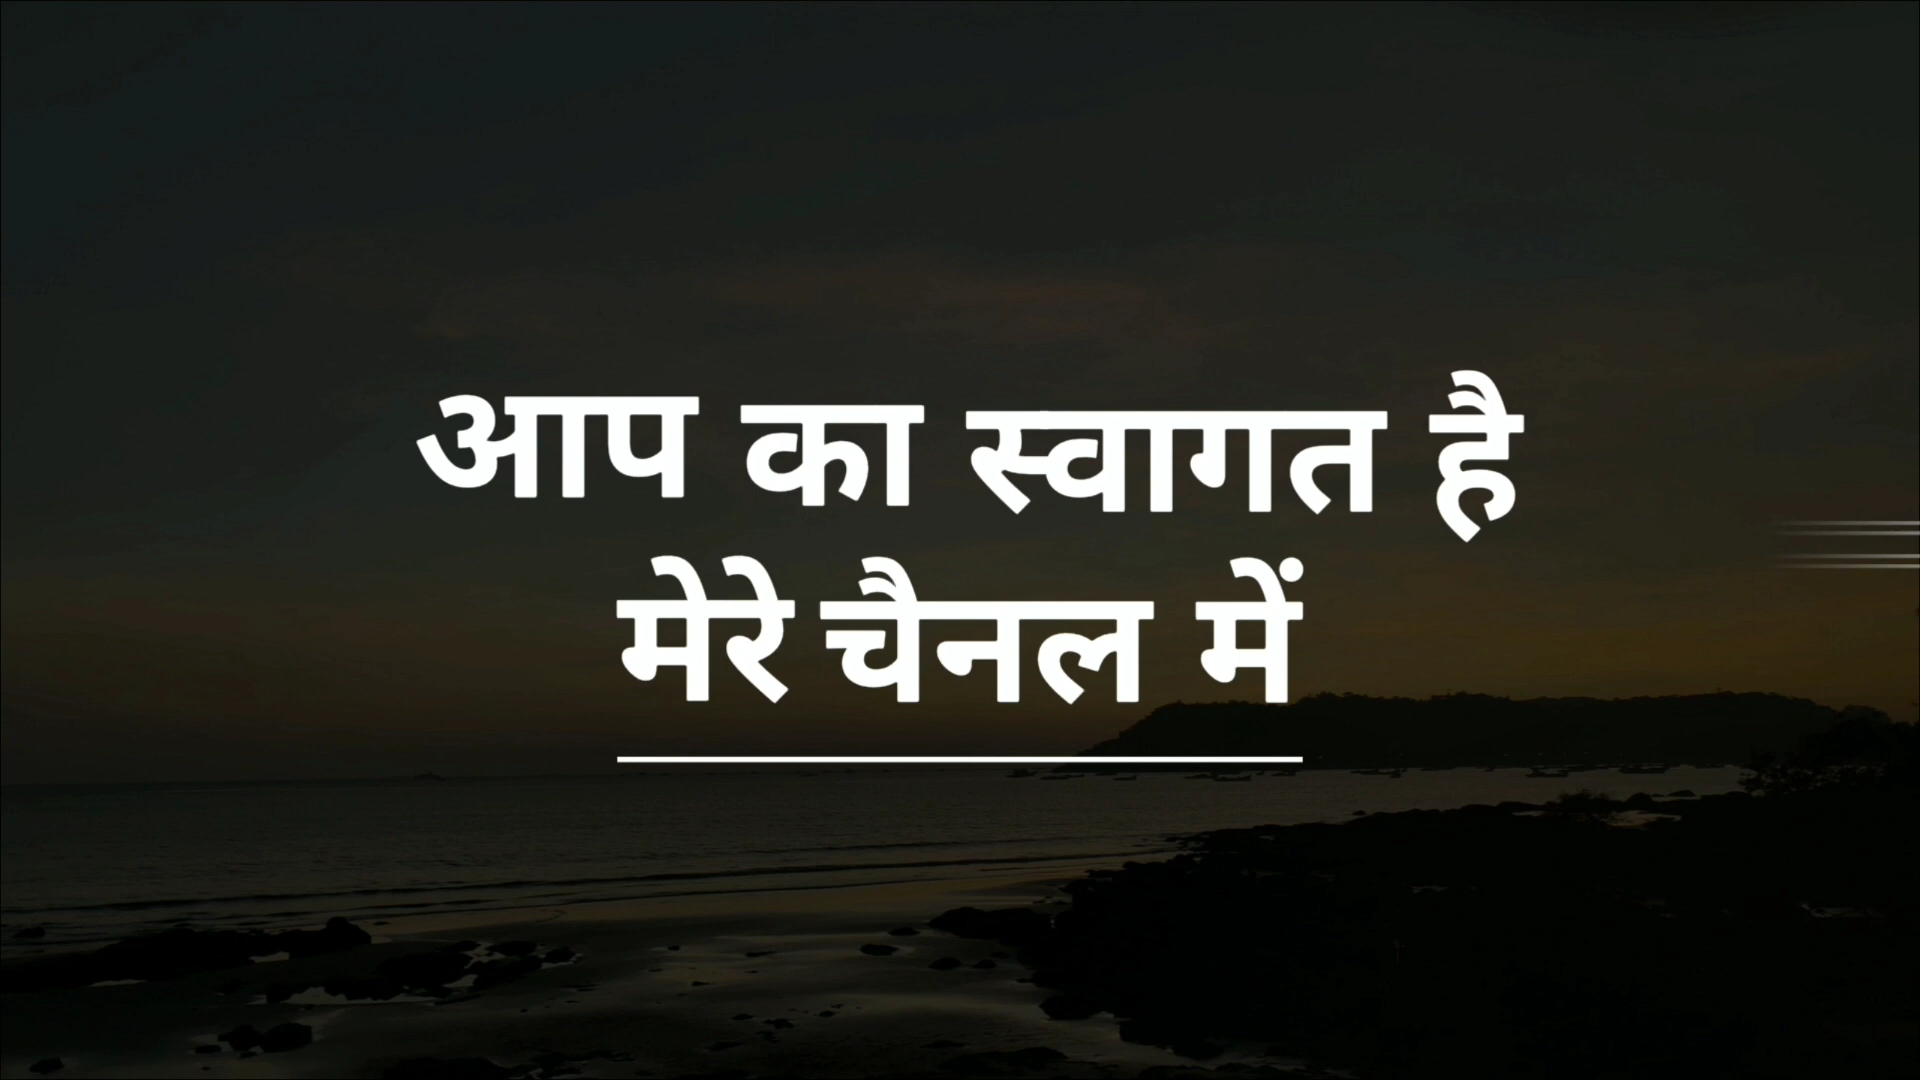 आप का स्वागत है
मेरे चैनल में